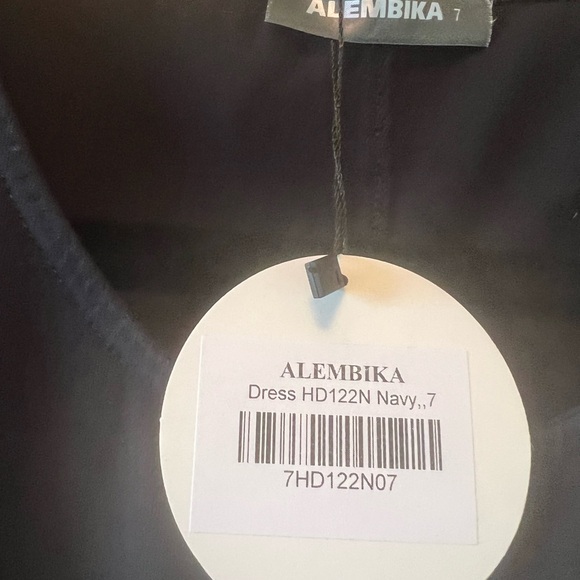 ALEMBIKA 7
ALEMBIKA
Dress HD122N Navy,,7
7HD122N07